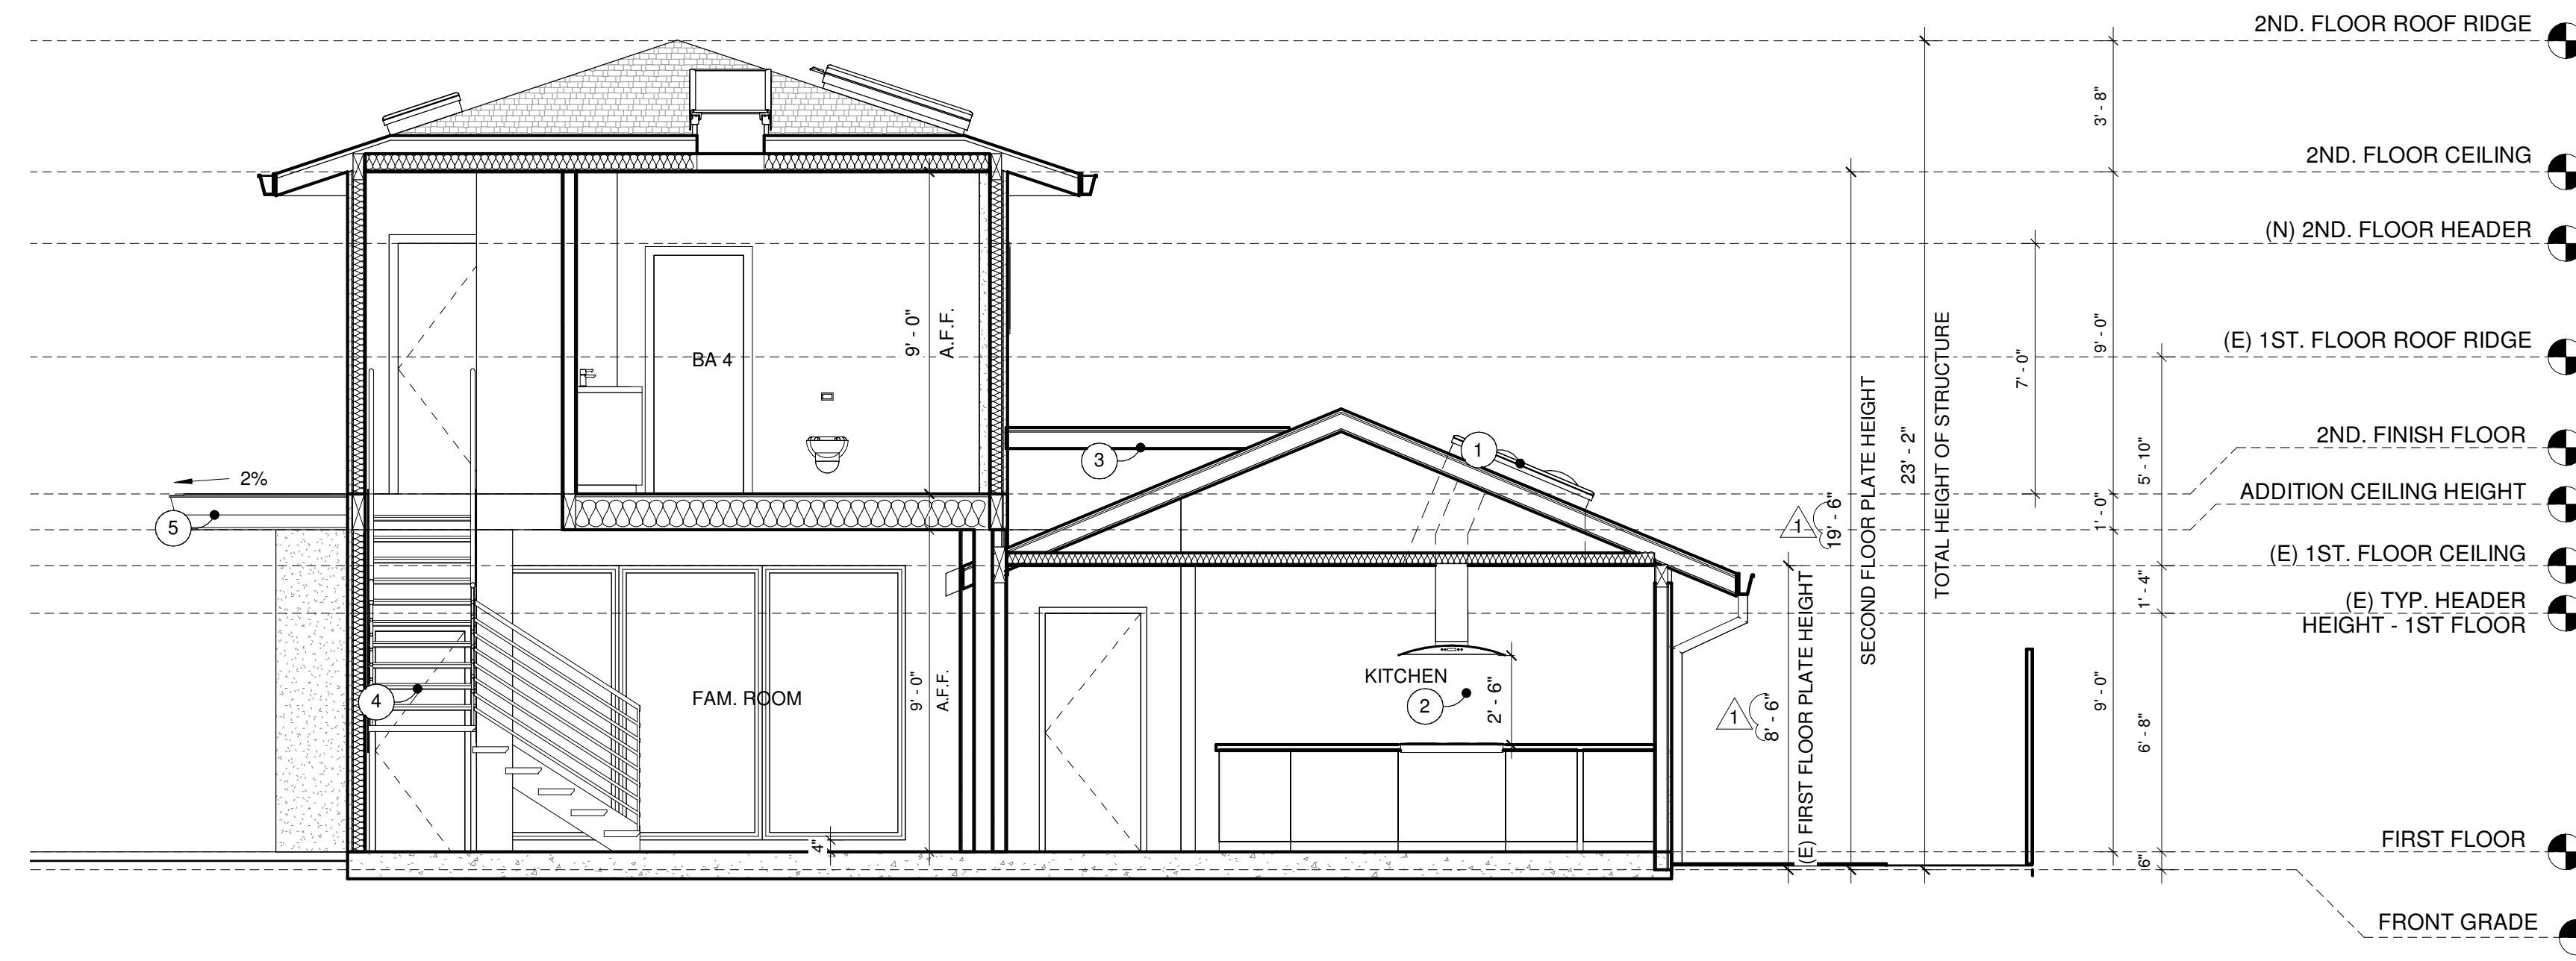 2ND. FLOOR ROOF RIDGE
3' - 8"
2ND. FLOOR CEILING
(N) 2ND. FLOOR HEADER
9' - 0"
A.F.F.
BA 4
9' - 0"
7' - 0"
(E) 1ST. FLOOR ROOF RIDGE
2ND. FINISH FLOOR
3
1
23' - 2"
TOTAL HEIGHT OF STRUCTURE
5' - 10"
2%
5
ADDITION CEILING HEIGHT
1
19' - 6"
SECOND FLOOR PLATE HEIGHT
1' - 0"
(E) 1ST. FLOOR CEILING
1' - 4"
(E) TYP. HEADER
HEIGHT - 1ST FLOOR
4
FAM. ROOM
9' - 0"
A.F.F.
KITCHEN
2
2' - 6"
1
8' - 6"
(E) FIRST FLOOR PLATE HEIGHT
9' - 0"
6' - 8"
4"
FIRST FLOOR
6"
FRONT GRADE